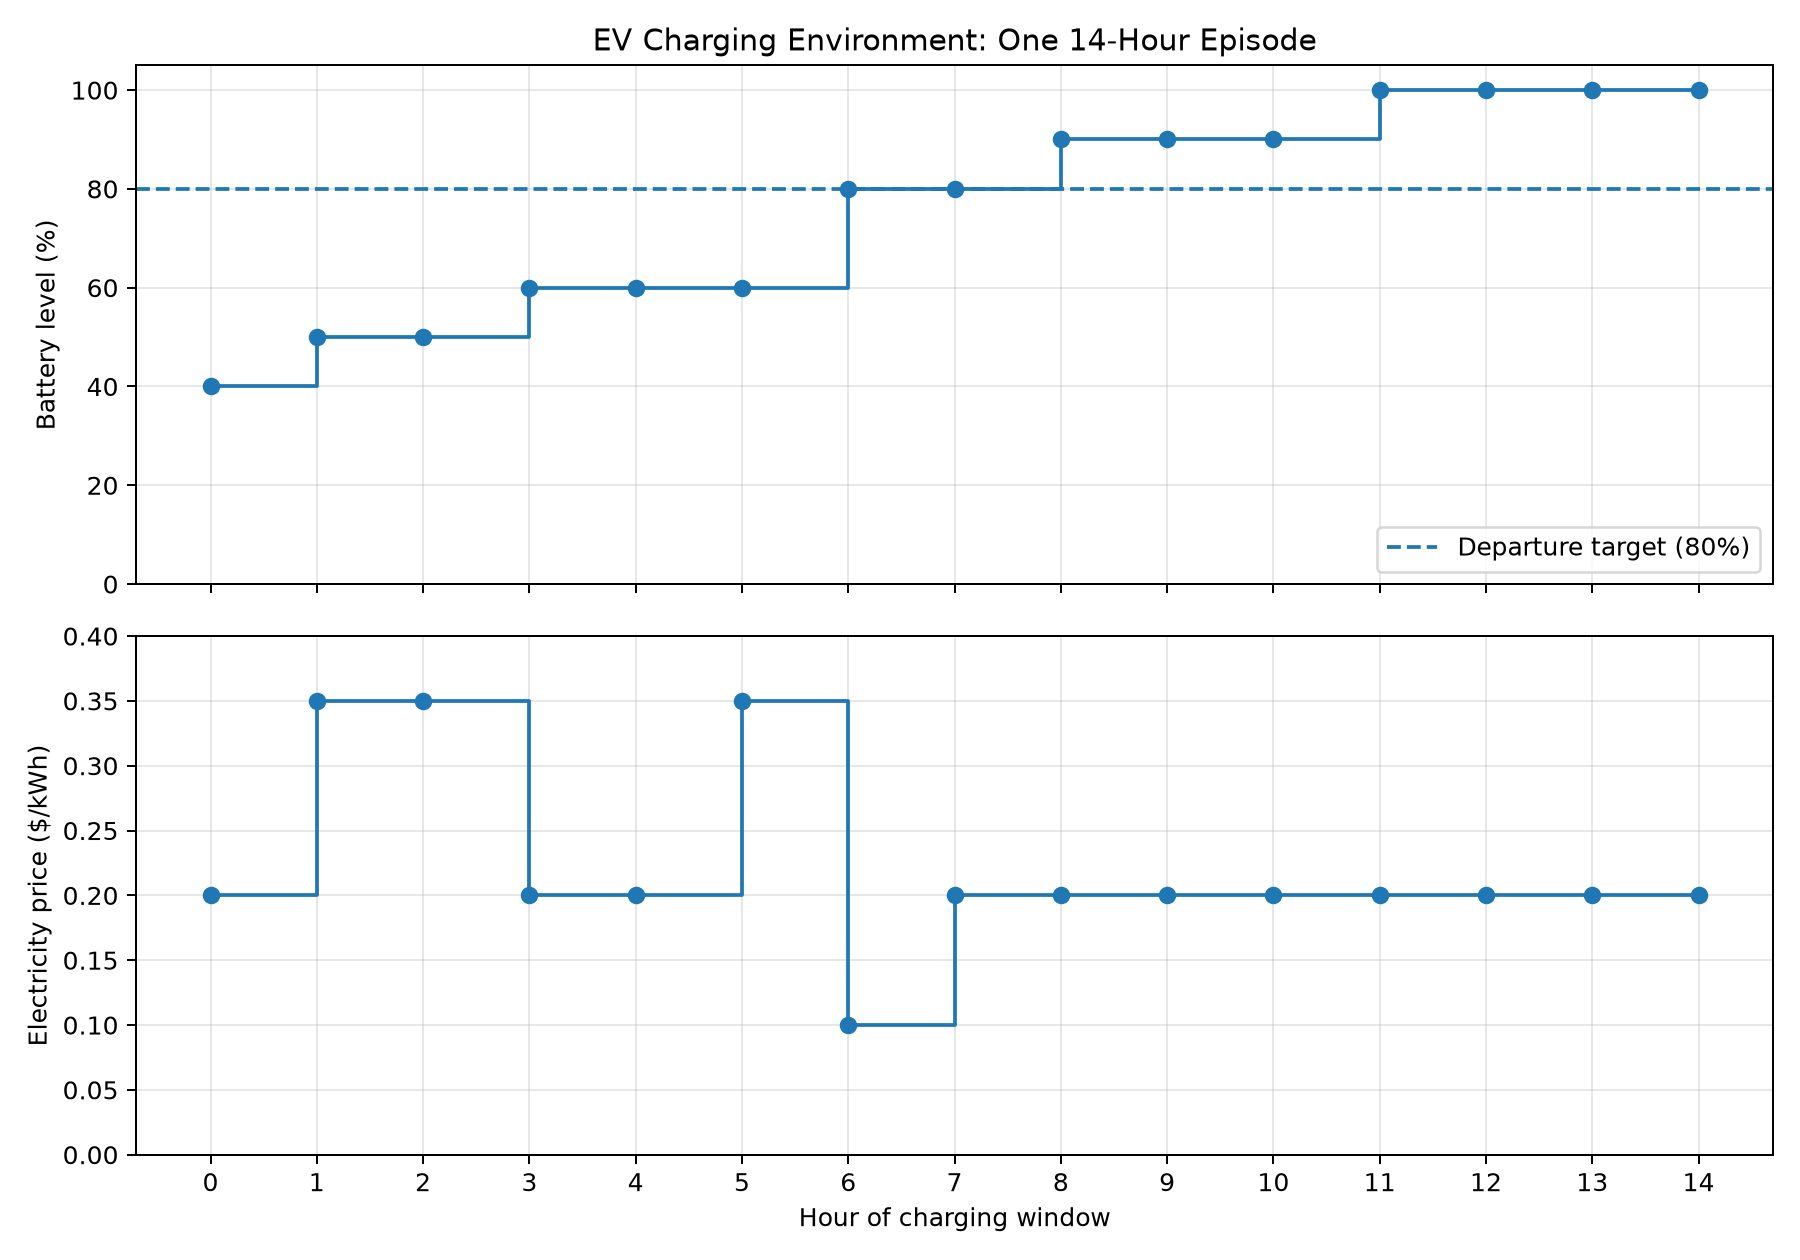 EV Charging Environment: One 14-Hour Episode
100
80
60
40
20
0
Battery level (%)
Departure target (80%)
0.40
0.35
0.30
0.25
0.20
0.15
0.10
0.05
0.00
Electricity price ($/kWh)
0 1 2 3 4 5 6 7 8 9 10 11 12 13 14
Hour of charging window